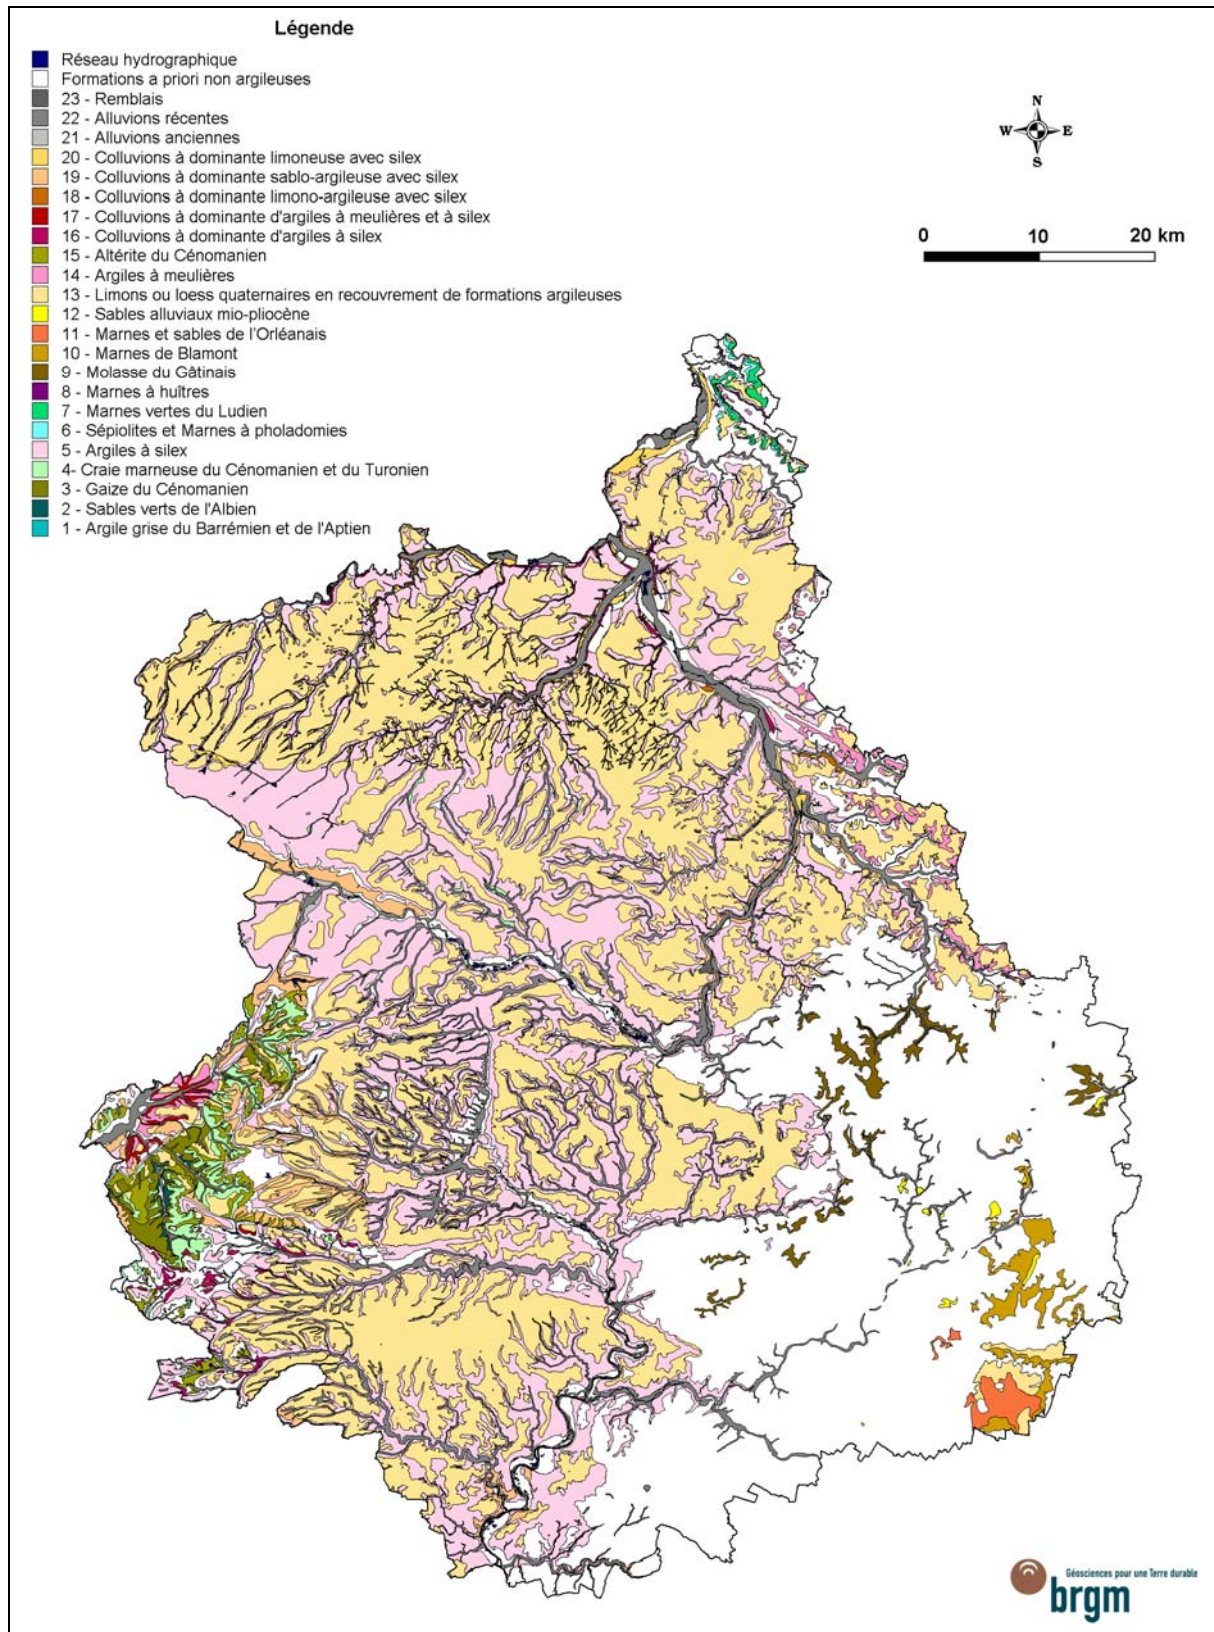 Légende
Réseau hydrographique
Formations a priori non argileuses
23 - Remblais
22 - Alluvions récentes
21 - Alluvions anciennes
20 - Colluvions à dominante limoneuse avec silex
19 - Colluvions à dominante sablo-argileuse avec silex
18 - Colluvions à dominante limono-argileuse avec silex
17 - Colluvions à dominante d'argiles à meulières et à silex
16 - Colluvions à dominante d'argiles à silex
15 - Altérite du Cénomanien
14 - Argiles à meulières
13 - Limons ou loess quaternaires en recouvrement de formations argileuses
12 - Sables alluviaux mio-pliocène
11 - Marnes et sables de l'Orléanais
10 - Marnes de Blamont
9 - Molasse du Gâtinais
8 - Marnes à huîtres
7 - Marnes vertes du Ludien
6 - Sépiolites et Marnes à pholadomies
5 - Argiles à silex
4- Craie marneuse du Cénomanien et du Turonien
3 - Gaize du Cénomanien
2 - Sables verts de l'Albien
1 - Argile grise du Barrémien et de l'Aptien
N
W E
S
0 10 20 km
Géosciences pour une Terre durable
brgm